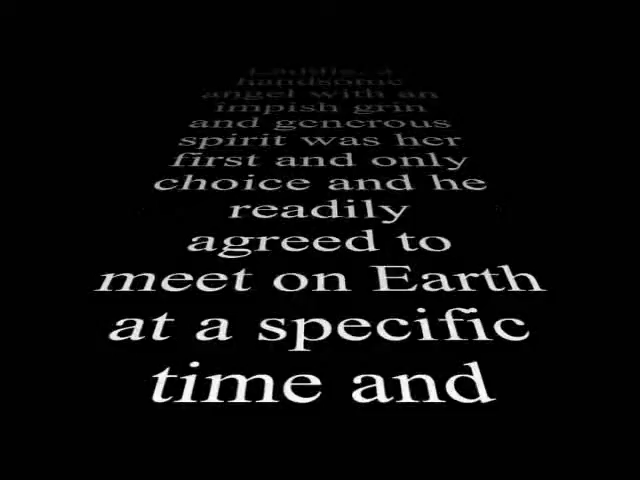 handsome
angel with an
impish grin
and generous
spirit was her
first and only
choice and he
readily
agreed to
meet on Earth
at a specific
time and